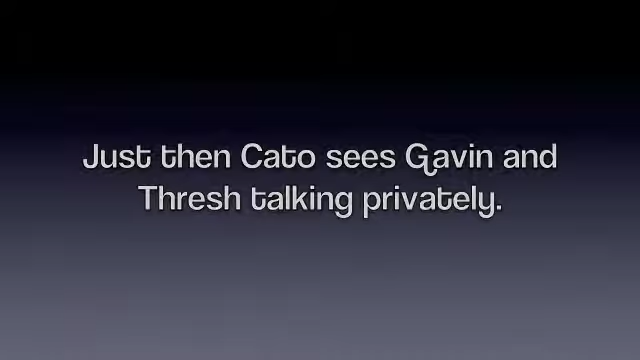 Just then Cato sees Gavin and
Thresh talking privately.